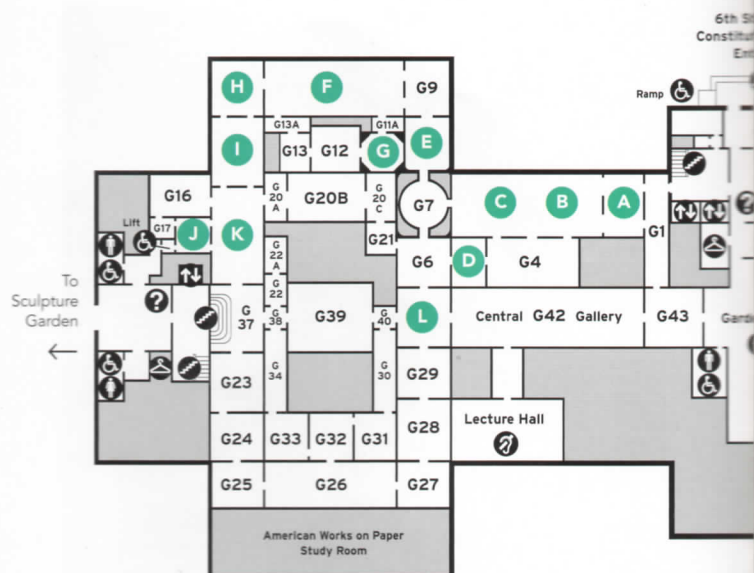 6th
Constitu
Ent
Ramp
H
F
G9
G13A
G11A
I
G13
G12
G
E
G16
G
20
A
G20B
G
20
C
G7
C
B
A
Lift
G17
J
K
G21
G1
G
22
A
G6
D
G4
To
Sculpture
Garden
?
?
G
22
G
37
G
38
G39
G
40
L
Central G42 Gallery
G43
Garde
G23
G
34
G
30
G29
G24
G33
G32
G31
G28
Lecture Hall
G25
G26
G27
American Works on Paper
Study Room